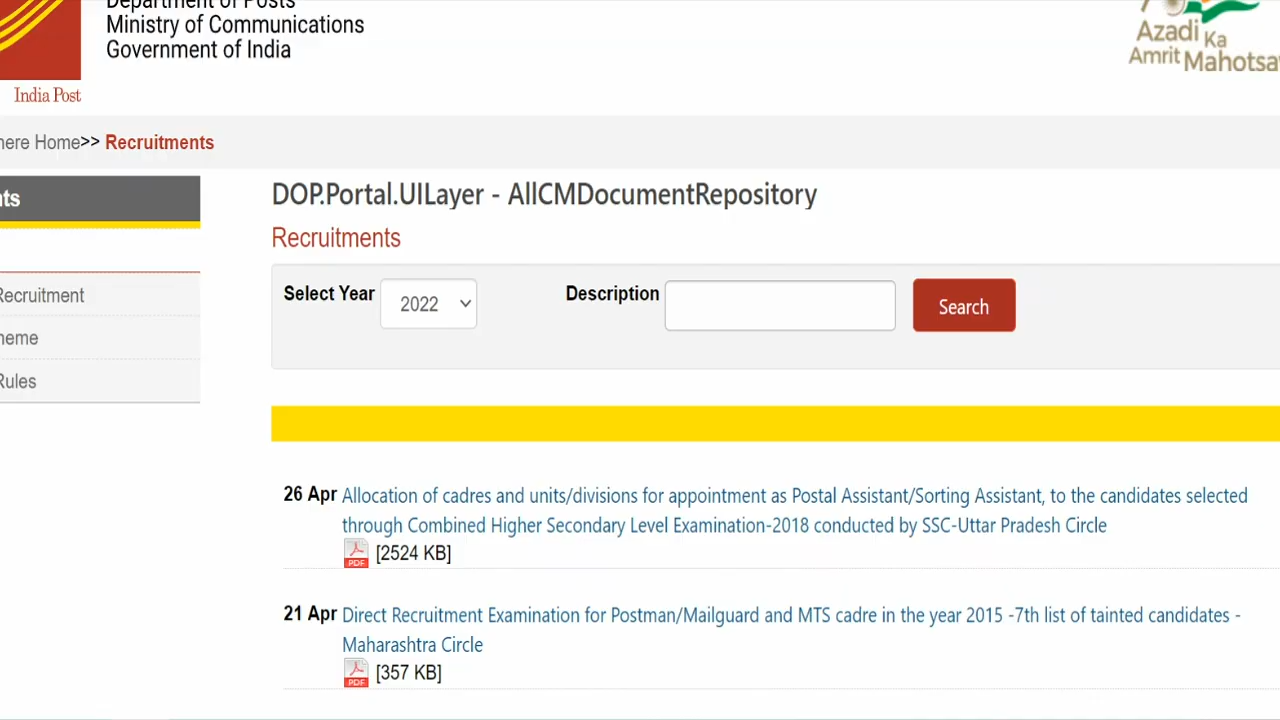 Department of Posts
Ministry of Communications
Government of India
Azadi Ka
Amrit Mahotsav
India Post
here Home>> Recruitments
nts
DOP.Portal.UILayer - AllCMDocumentRepository
Recruitments
Select Year 2022 Description Search
Recruitment
heme
Rules
26 Apr Allocation of cadres and units/divisions for appointment as Postal Assistant/Sorting Assistant, to the candidates selected
through Combined Higher Secondary Level Examination-2018 conducted by SSC-Uttar Pradesh Circle
PDF [2524 KB]
21 Apr Direct Recruitment Examination for Postman/Mailguard and MTS cadre in the year 2015 -7th list of tainted candidates -
Maharashtra Circle
PDF [357 KB]